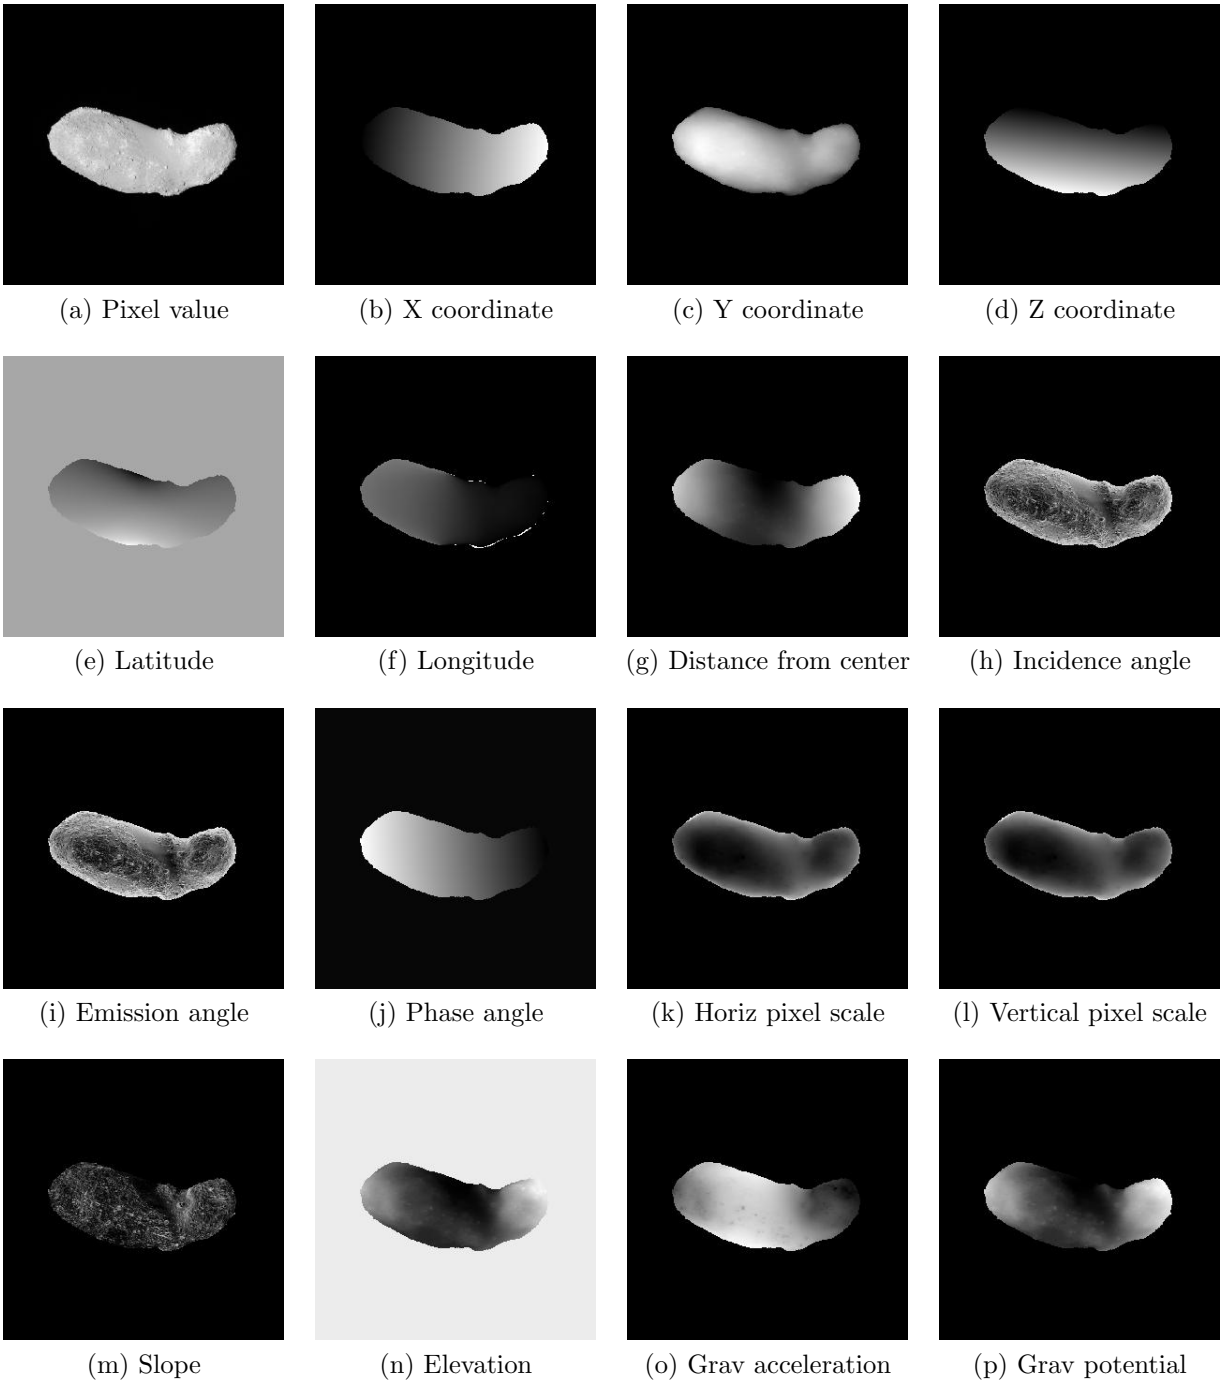 (a) Pixel value
(b) X coordinate
(c) Y coordinate
(d) Z coordinate
(e) Latitude
(f) Longitude
(g) Distance from center
(h) Incidence angle
(i) Emission angle
(j) Phase angle
(k) Horiz pixel scale
(l) Vertical pixel scale
(m) Slope
(n) Elevation
(o) Grav acceleration
(p) Grav potential